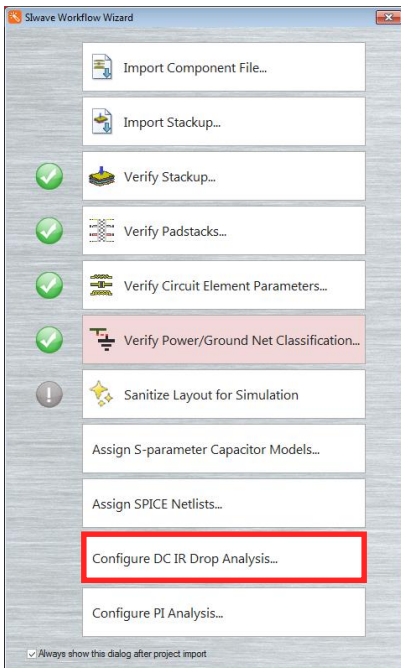 SIwave Workflow Wizard
Import Component File...
Import Stackup...
Verify Stackup...
Verify Padstacks...
Verify Circuit Element Parameters...
Verify Power/Ground Net Classification...
Sanitize Layout for Simulation
Assign S-parameter Capacitor Models...
Assign SPICE Netlists...
Configure DC IR Drop Analysis...
Configure PI Analysis...
Always show this dialog after project import